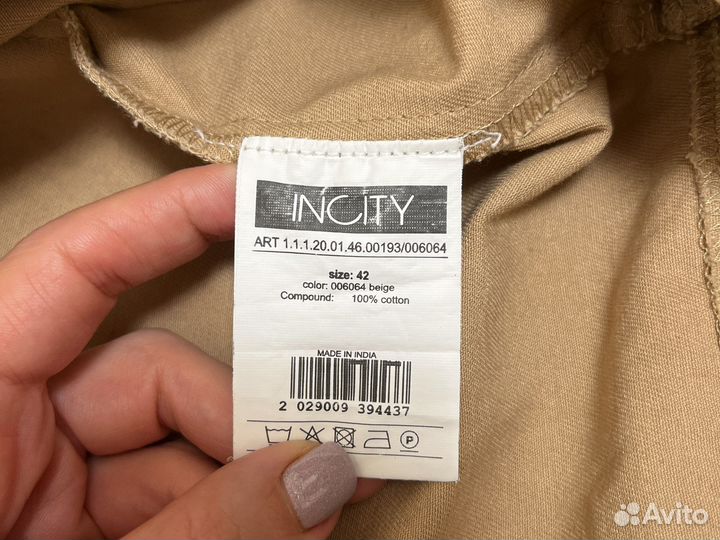 INCITY
ART 1.1.1.20.01.46.00193/006064
size: 42
color: 006064 beige
Compound: 100% cotton
MADE IN INDIA
2 029009 394437
P
Avito